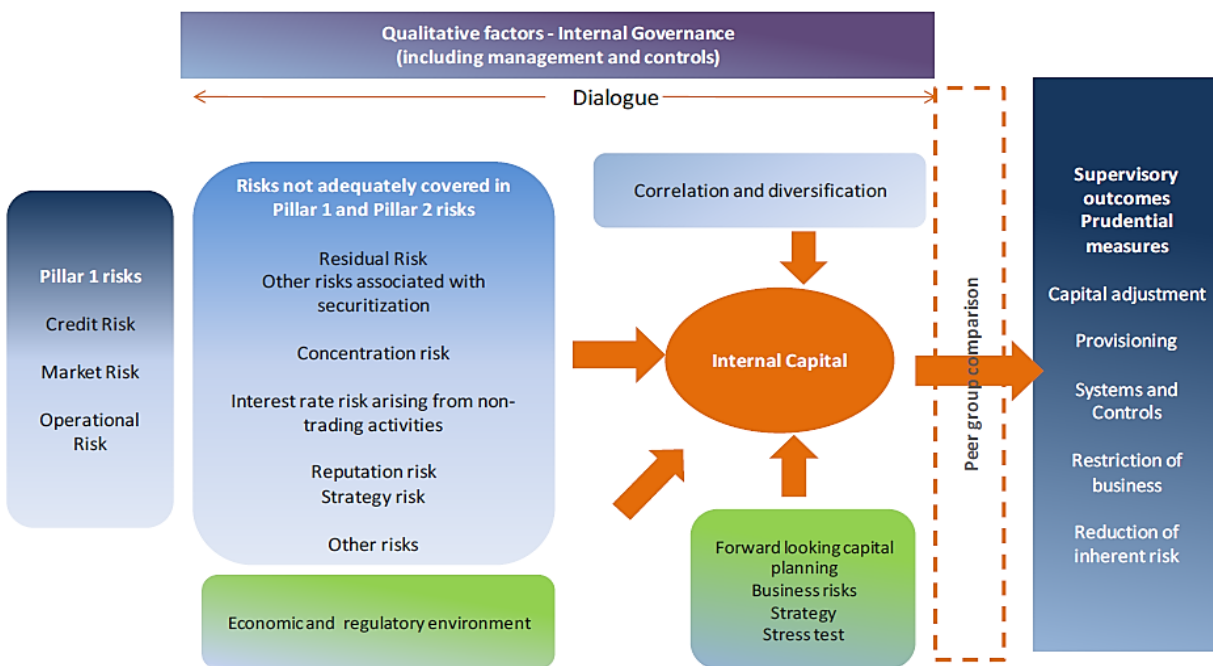 Qualitative factors - Internal Governance
(including management and controls)
Dialogue
Pillar 1 risks
Credit Risk
Market Risk
Operational
Risk
Risks not adequately covered in
Pillar 1 and Pillar 2 risks
Residual Risk
Other risks associated with
securitization
Concentration risk
Interest rate risk arising from non-
trading activities
Reputation risk
Strategy risk
Other risks
Economic and regulatory environment
Correlation and diversification
Internal Capital
Forward looking capital
planning
Business risks
Strategy
Stress test
Peer group comparison
Supervisory
outcomes
Prudential
measures
Capital adjustment
Provisioning
Systems and
Controls
Restriction of
business
Reduction of
inherent risk